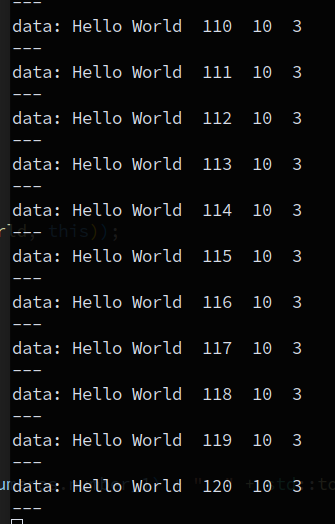 ---
data: Hello World  110  10  3
---
data: Hello World  111  10  3
---
data: Hello World  112  10  3
---
data: Hello World  113  10  3
---
data: Hello World  114  10  3
---
data: Hello World  115  10  3
---
data: Hello World  116  10  3
---
data: Hello World  117  10  3
---
data: Hello World  118  10  3
---
data: Hello World  119  10  3
---
data: Hello World  120  10  3
---